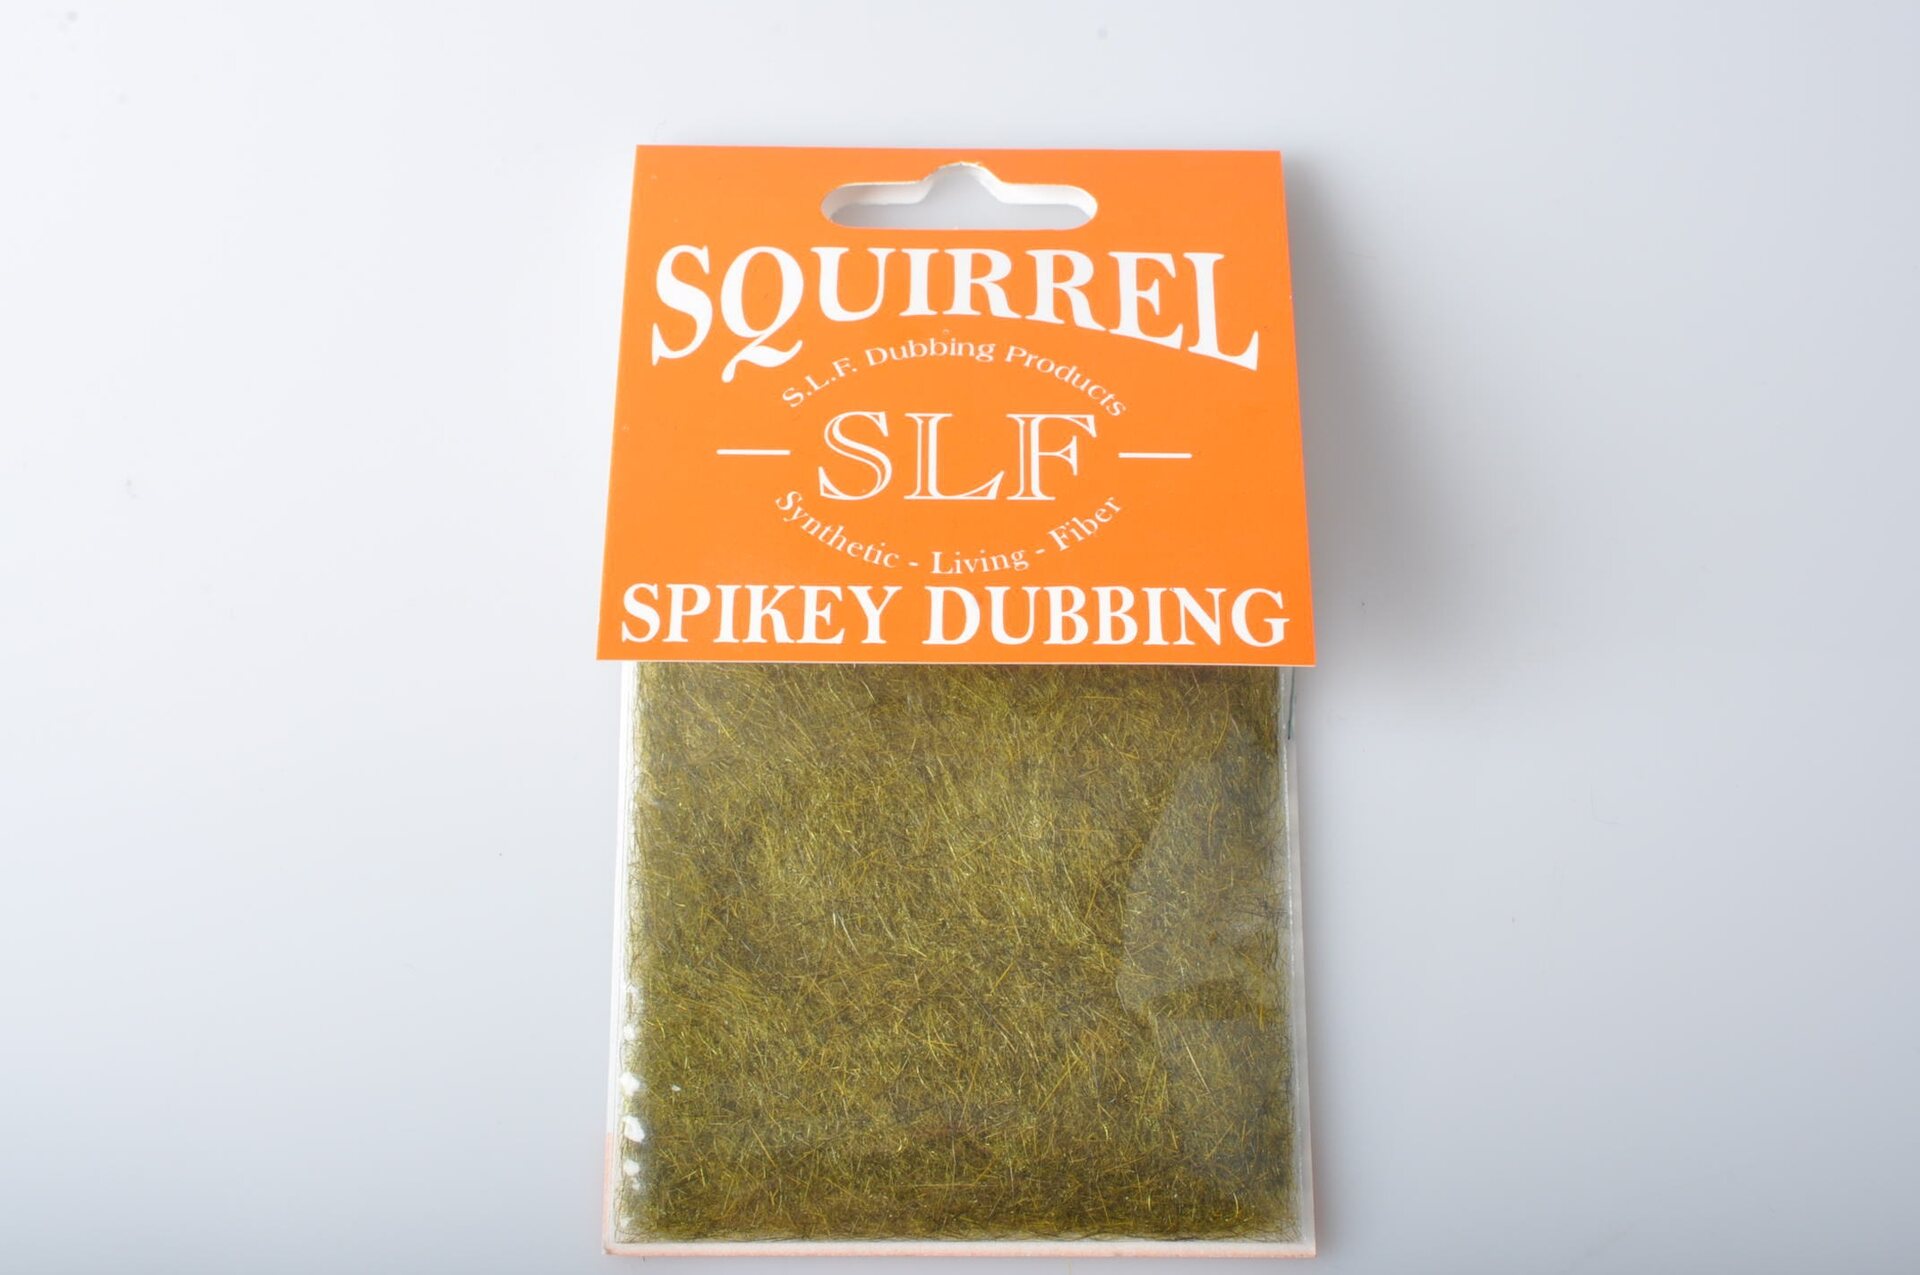 SQUIRREL
S.L.F. Dubbing Products
SLF
Synthetic - Living - Fiber
SPIKEY DUBBING